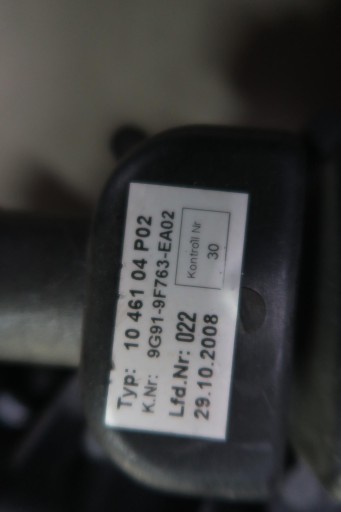 Typ: 10 461 04 P02
K.Nr: 9G91-9F763-EA02
Lfd.Nr: 022
29.10.2008
Kontroll Nr
30